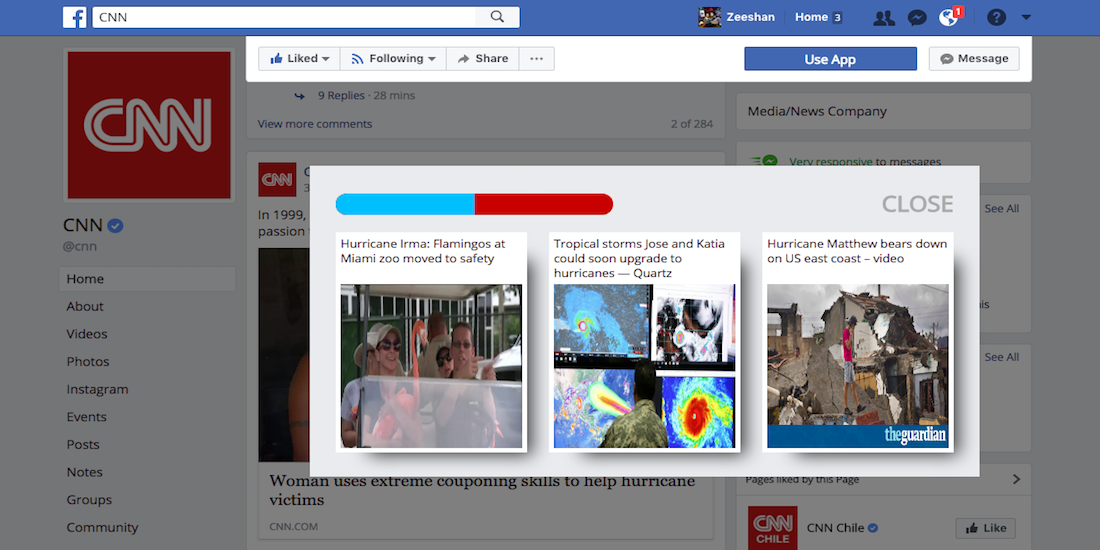 CNN
Zeeshan
Home 3
1
Liked
Following
Share
Use App
Message
CNN
CNN
@cnn
Home
About
Videos
Photos
Instagram
Events
Posts
Notes
Groups
Community
9 Replies · 28 mins
View more comments
2 of 284
CNN
In 1999,
passion
Woman uses extreme couponing skills to help hurricane
victims
CNN.COM
CLOSE
Hurricane Irma: Flamingos at
Miami zoo moved to safety
Tropical storms Jose and Katia
could soon upgrade to
hurricanes — Quartz
Hurricane Matthew bears down
on US east coast – video
theguardian
Media/News Company
Very responsive to messages
See All
See All
Pages liked by this Page
CNN
CHILE
CNN Chile
Like